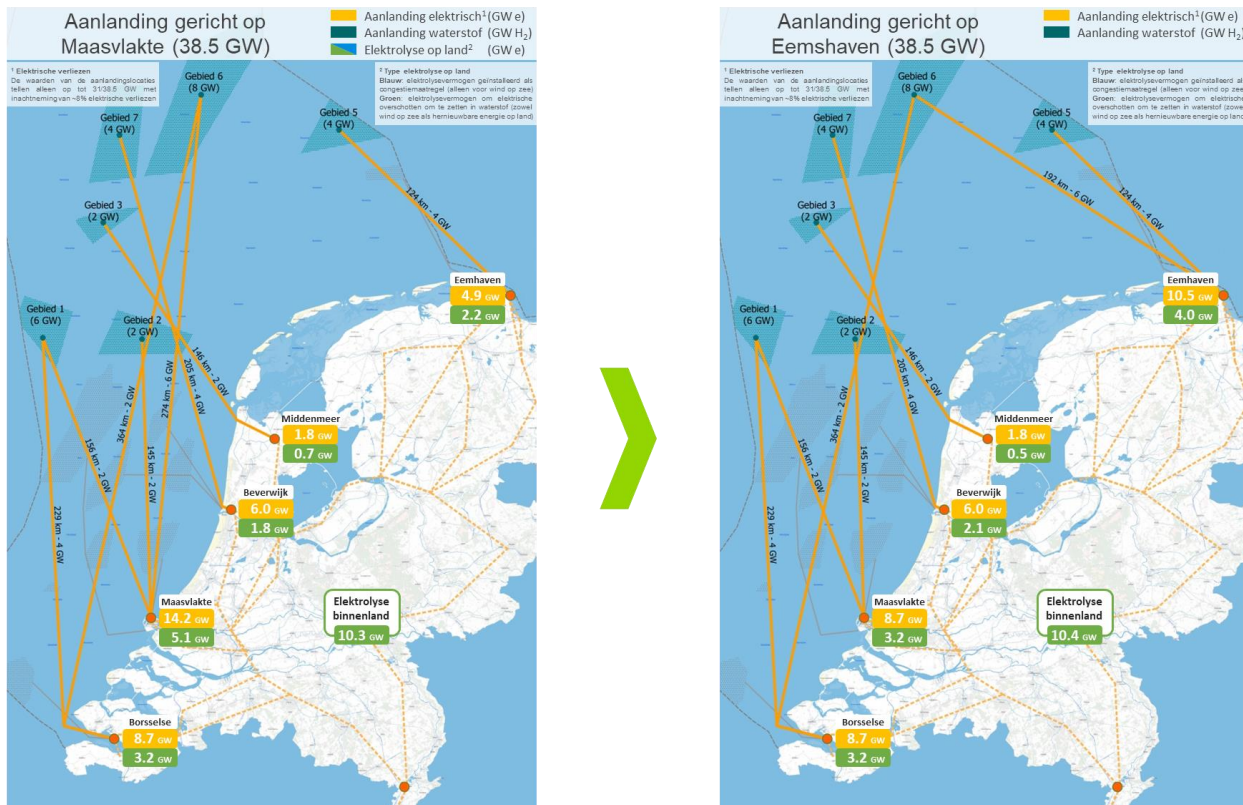 Aanlanding gericht op
Maasvlakte (38.5 GW)
Aanlanding elektrisch¹ (GW e)
Aanlanding waterstof (GW H₂)
Elektrolyse op land² (GW e)
¹ Elektrische verliezen
De waarden van de aanlandingslocaties
tellen alleen op tot 31/38.5 GW met
inachtneming van ~8% elektrische verliezen
² Type elektrolyse op land
Blauw: elektrolysevermogen geïnstalleerd als
congestiemaatregel (alleen voor wind op zee)
Groen: elektrolysevermogen om elektrische
overschotten om te zetten in waterstof (zowel
wind op zee als hernieuwbare energie op land)
Gebied 6
(8 GW)
Gebied 7
(4 GW)
Gebied 5
(4 GW)
124 km - 4 GW
Gebied 3
(2 GW)
Eemhaven
4.9 GW
2.2 GW
Gebied 1
(6 GW)
Gebied 2
(2 GW)
146 km - 2 GW
205 km - 4 GW
274 km - 6 GW
364 km - 2 GW
145 km - 2 GW
156 km - 2 GW
229 km - 4 GW
Middenmeer
1.8 GW
0.7 GW
Beverwijk
6.0 GW
1.8 GW
Maasvlakte
14.2 GW
5.1 GW
Elektrolyse
binnenland
10.3 GW
Borsselse
8.7 GW
3.2 GW
Aanlanding gericht op
Eemshaven (38.5 GW)
Aanlanding elektrisch¹ (GW e)
Aanlanding waterstof (GW H₂)
¹ Elektrische verliezen
De waarden van de aanlandingslocaties
tellen alleen op tot 31/38.5 GW met
inachtneming van ~8% elektrische verliezen
² Type elektrolyse op land
Blauw: elektrolysevermogen geïnstalleerd als
congestiemaatregel (alleen voor wind op zee)
Groen: elektrolysevermogen om elektrische
overschotten om te zetten in waterstof (zowel
wind op zee als hernieuwbare energie op land)
Gebied 6
(8 GW)
Gebied 7
(4 GW)
Gebied 5
(4 GW)
192 km - 6 GW
124 km - 4 GW
Gebied 3
(2 GW)
Eemhaven
10.5 GW
4.0 GW
Gebied 1
(6 GW)
Gebied 2
(2 GW)
146 km - 2 GW
205 km - 4 GW
364 km - 2 GW
145 km - 2 GW
156 km - 2 GW
229 km - 4 GW
Middenmeer
1.8 GW
0.5 GW
Beverwijk
6.0 GW
2.1 GW
Maasvlakte
8.7 GW
3.2 GW
Elektrolyse
binnenland
10.4 GW
Borsselse
8.7 GW
3.2 GW